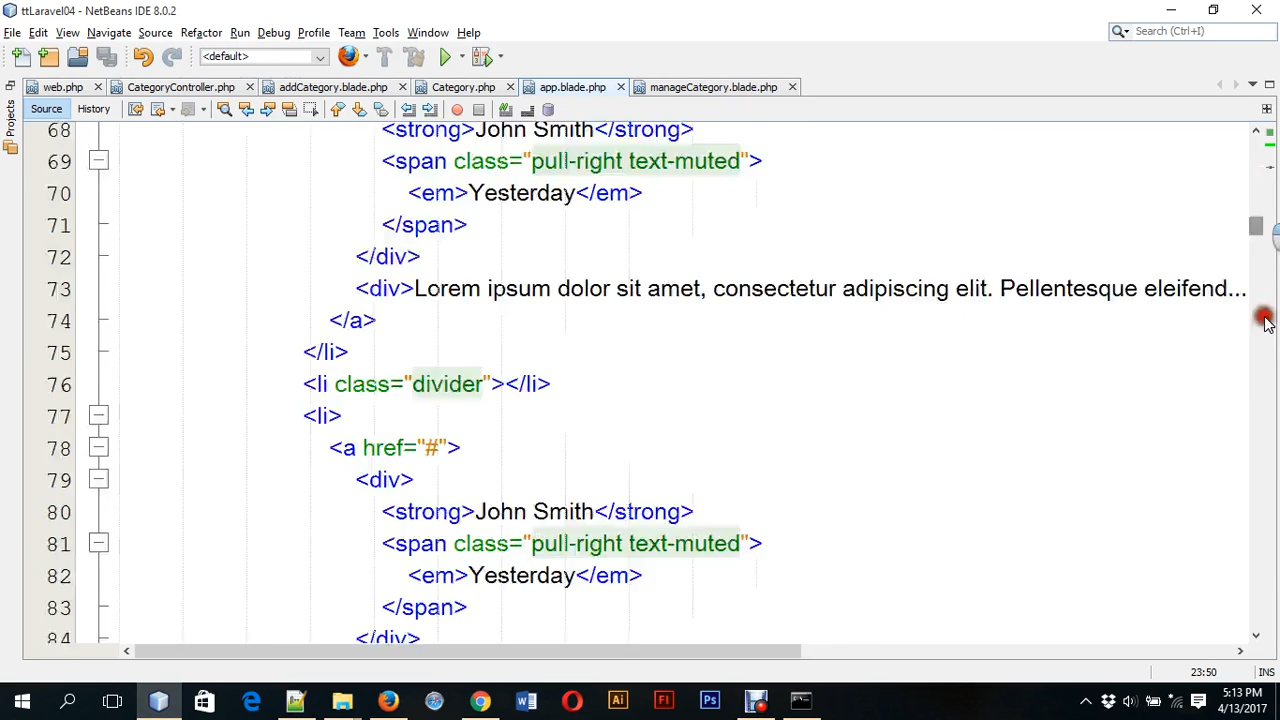 ttLaravel04 - NetBeans IDE 8.0.2
File Edit View Navigate Source Refactor Run Debug Profile Team Tools Window Help
Search (Ctrl+I)
<default>
web.php CategoryController.php addCategory.blade.php Category.php app.blade.php manageCategory.blade.php
Source History
Projects
68 <strong>John Smith</strong>
69 <span class="pull-right text-muted">
70 <em>Yesterday</em>
71 </span>
72 </div>
73 <div>Lorem ipsum dolor sit amet, consectetur adipiscing elit. Pellentesque eleifend...
74 </a>
75 </li>
76 <li class="divider"></li>
77 <li>
78 <a href="#">
79 <div>
80 <strong>John Smith</strong>
81 <span class="pull-right text-muted">
82 <em>Yesterday</em>
83 </span>
84 </div>
23:50 INS
Ai Fl Ps
5:13 PM
4/13/2017